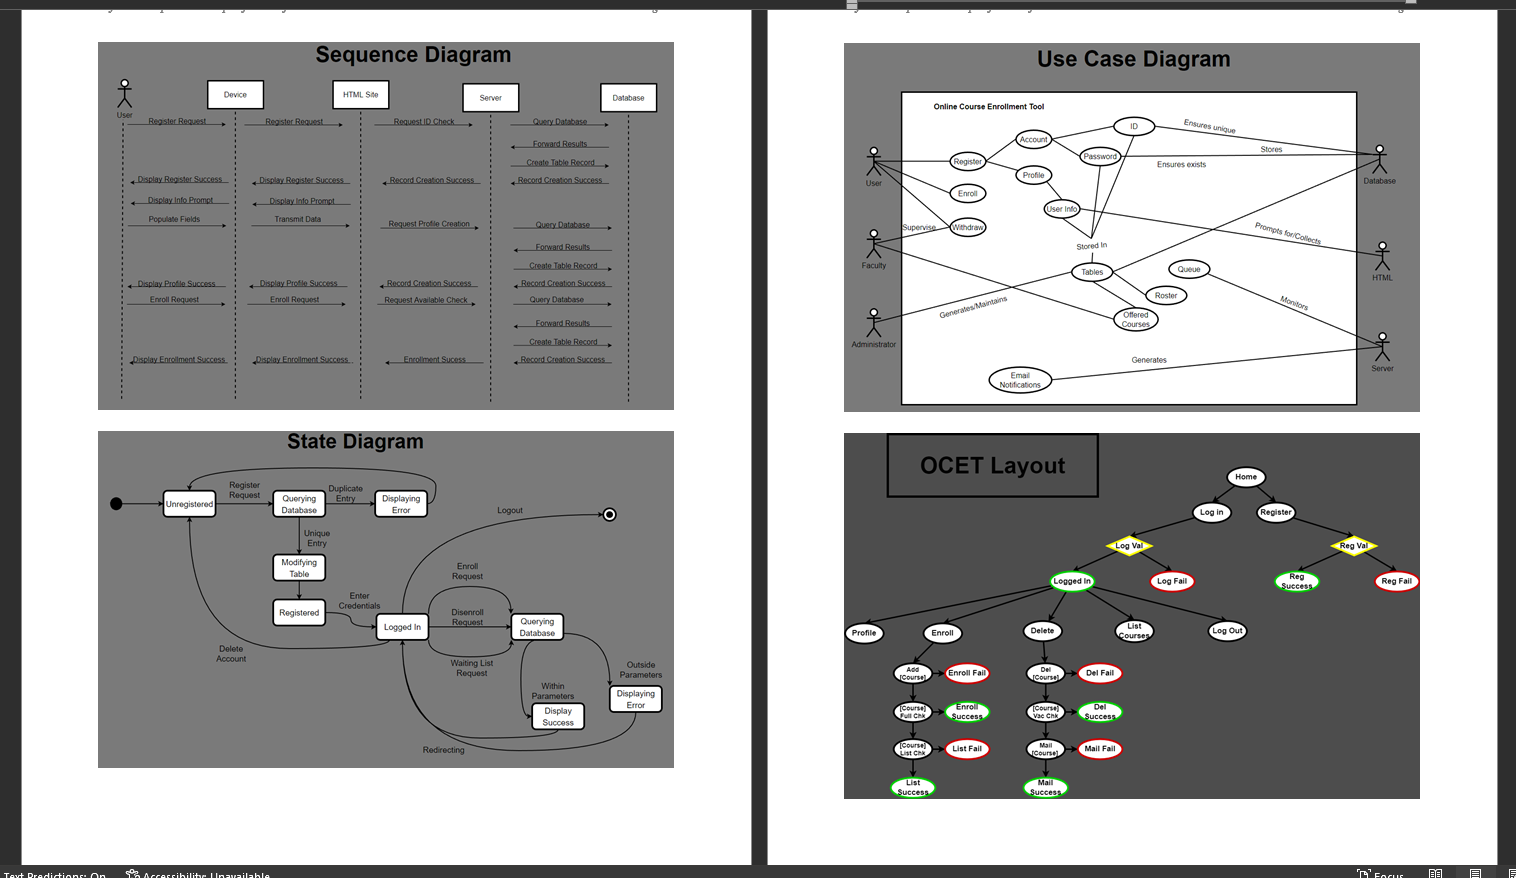 Sequence Diagram
User
Device
HTML Site
Server
Database
Register Request
Register Request
Request ID Check
Query Database
Forward Results
Create Table Record
Display Register Success
Display Register Success
Record Creation Success
Record Creation Success
Display Info Prompt
Display Info Prompt
Populate Fields
Transmit Data
Request Profile Creation
Query Database
Forward Results
Create Table Record
Display Profile Success
Display Profile Success
Record Creation Success
Record Creation Success
Enroll Request
Enroll Request
Request Available Check
Query Database
Forward Results
Create Table Record
Display Enrollment Success
Display Enrollment Success
Enrollment Sucess
Record Creation Success
State Diagram
Unregistered
Register
Request
Querying
Database
Duplicate
Entry
Displaying
Error
Unique
Entry
Modifying
Table
Registered
Enter
Credentials
Logged In
Logout
Enroll
Request
Disenroll
Request
Waiting List
Request
Querying
Database
Delete
Account
Within
Parameters
Display
Success
Outside
Parameters
Displaying
Error
Redirecting
Use Case Diagram
Online Course Enrollment Tool
User
Faculty
Administrator
Register
Enroll
Withdraw
Supervise
Account
Profile
ID
Password
User Info
Stored In
Tables
Queue
Roster
Offered
Courses
Email
Notifications
Ensures unique
Stores
Ensures exists
Prompts for/Collects
Monitors
Generates
Generates/Maintains
Database
HTML
Server
OCET Layout
Home
Log in
Register
Log Val
Reg Val
Logged In
Log Fail
Reg
Success
Reg Fail
Profile
Enroll
Delete
List
Courses
Log Out
Add
[Course]
Enroll Fail
Del
[Course]
Del Fail
[Course]
Full Chk
Enroll
Success
[Course]
Vac Chk
Del
Success
[Course]
List Chk
List Fail
Mail
[Course]
Mail Fail
List
Success
Mail
Success
Text Predictions: On
Accessibility: Unavailable
Focus